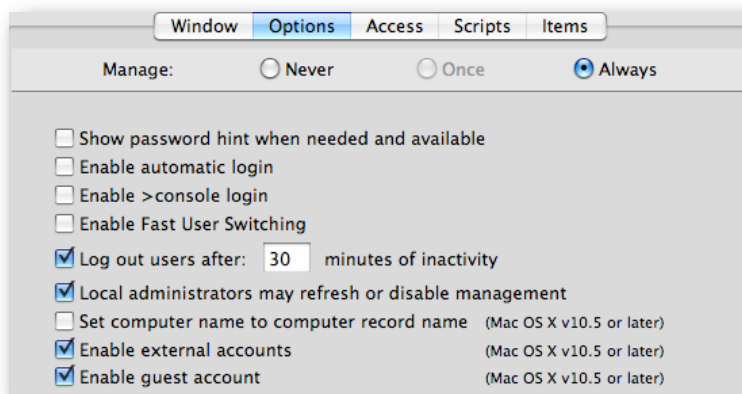 Window Options Access Scripts Items
Manage: Never Once Always
Show password hint when needed and available
Enable automatic login
Enable >console login
Enable Fast User Switching
Log out users after: 30 minutes of inactivity
Local administrators may refresh or disable management
Set computer name to computer record name (Mac OS X v10.5 or later)
Enable external accounts (Mac OS X v10.5 or later)
Enable guest account (Mac OS X v10.5 or later)